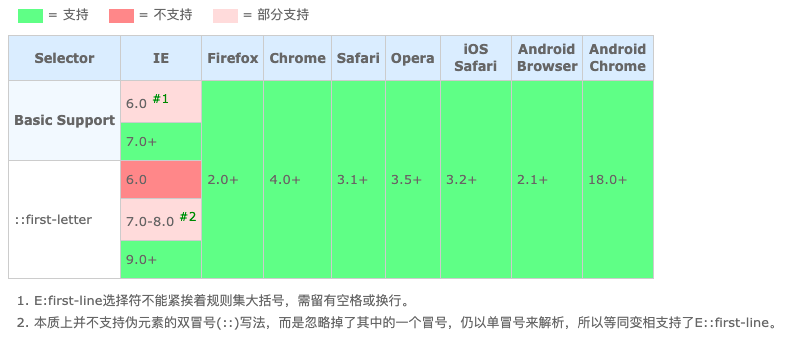 = 支持 = 不支持 = 部分支持
Selector IE Firefox Chrome Safari Opera iOS Safari Android Browser Android Chrome
Basic Support 6.0 #1
7.0+
::first-letter 6.0 2.0+ 4.0+ 3.1+ 3.5+ 3.2+ 2.1+ 18.0+
7.0-8.0 #2
9.0+
1. E:first-line选择符不能紧挨着规则集大括号，需留有空格或换行。
2. 本质上并不支持伪元素的双冒号(::)写法，而是忽略掉了其中的一个冒号，仍以单冒号来解析，所以等同变相支持了E::first-line。